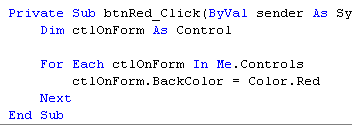 Private Sub btnRed_Click(ByVal sender As Sy
Dim ctlOnForm As Control
For Each ctlOnForm In Me.Controls
ctlOnForm.BackColor = Color.Red
Next
End Sub